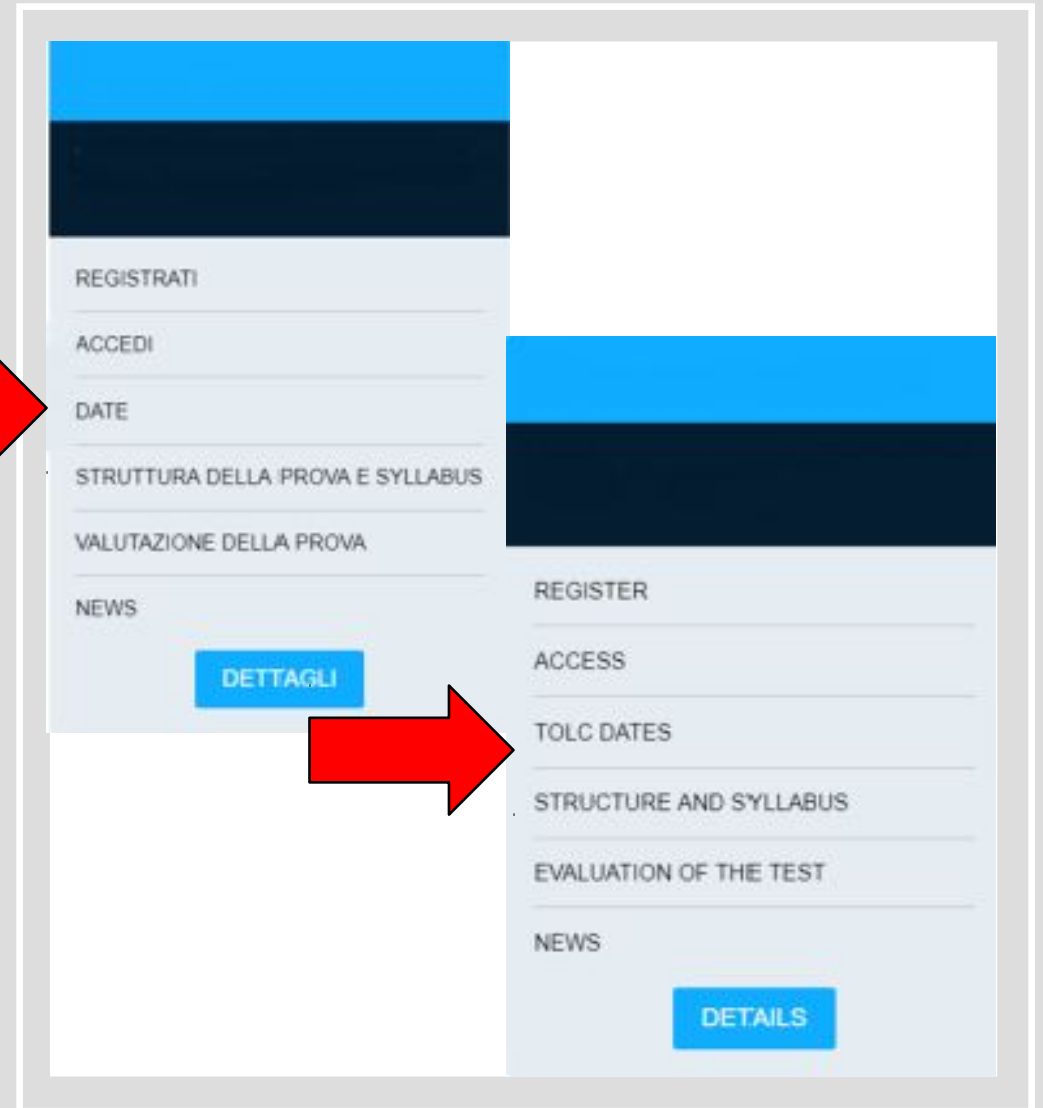 REGISTRATI
ACCEDI
DATE
STRUTTURA DELLA PROVA E SYLLABUS
VALUTAZIONE DELLA PROVA
NEWS
DETTAGLI
REGISTER
ACCESS
TOLC DATES
STRUCTURE AND SYLLABUS
EVALUATION OF THE TEST
NEWS
DETAILS